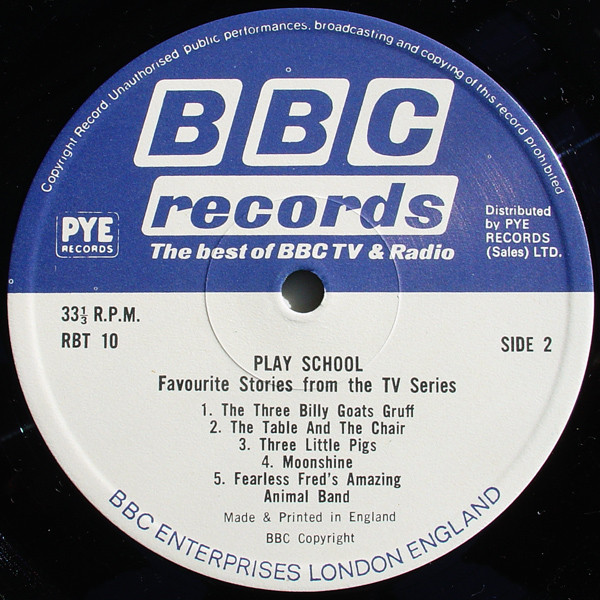 Copyright Record. Unauthorised public performances, broadcasting and copying of this record prohibited
BBC
records
The best of BBC TV & Radio
PYE
RECORDS
Distributed
by PYE
RECORDS
(Sales) LTD.
33⅓ R.P.M.
RBT 10
SIDE 2
PLAY SCHOOL
Favourite Stories from the TV Series
1. The Three Billy Goats Gruff
2. The Table And The Chair
3. Three Little Pigs
4. Moonshine
5. Fearless Fred's Amazing
Animal Band
Made & Printed in England
BBC Copyright
BBC ENTERPRISES LONDON ENGLAND